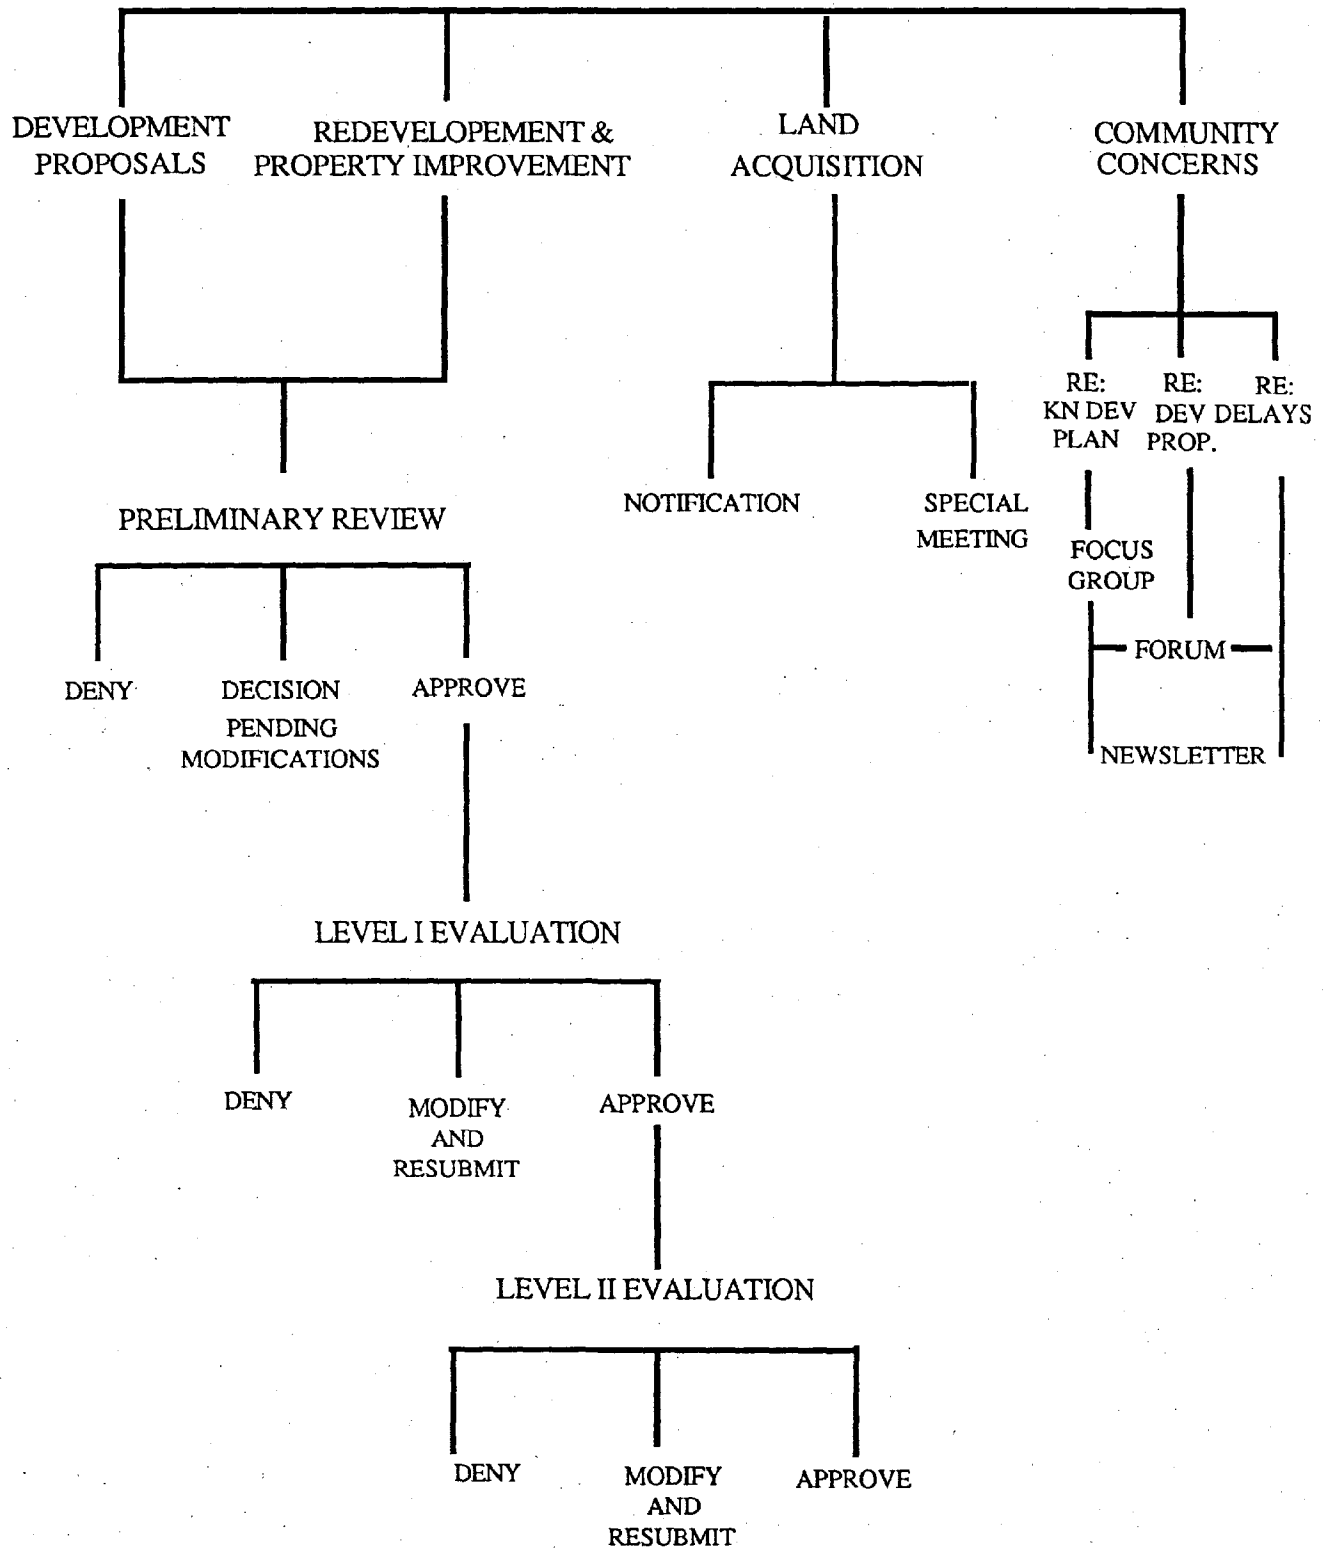 DEVELOPMENT
PROPOSALS
REDEVELOPEMENT &
PROPERTY IMPROVEMENT
LAND
ACQUISITION
COMMUNITY
CONCERNS
RE:
KN DEV
PLAN
RE:
DEV
PROP.
RE:
DELAYS
NOTIFICATION
SPECIAL
MEETING
PRELIMINARY REVIEW
FOCUS
GROUP
FORUM
NEWSLETTER
DENY
DECISION
PENDING
MODIFICATIONS
APPROVE
LEVEL I EVALUATION
DENY
MODIFY
AND
RESUBMIT
APPROVE
LEVEL II EVALUATION
DENY
MODIFY
AND
RESUBMIT
APPROVE